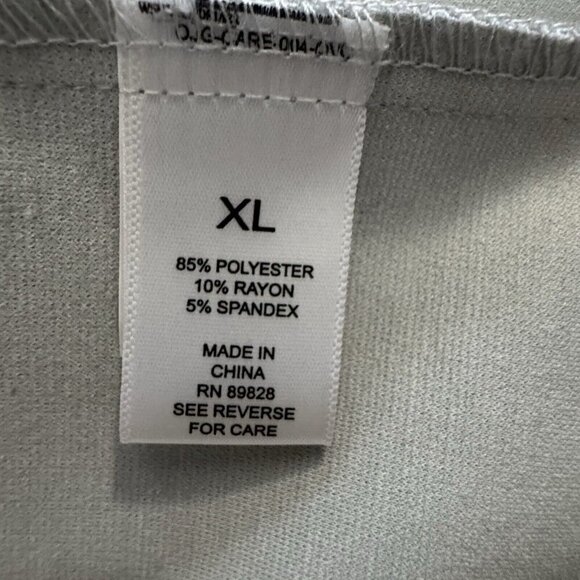 XL
85% POLYESTER
10% RAYON
5% SPANDEX
MADE IN
CHINA
RN 89828
SEE REVERSE
FOR CARE